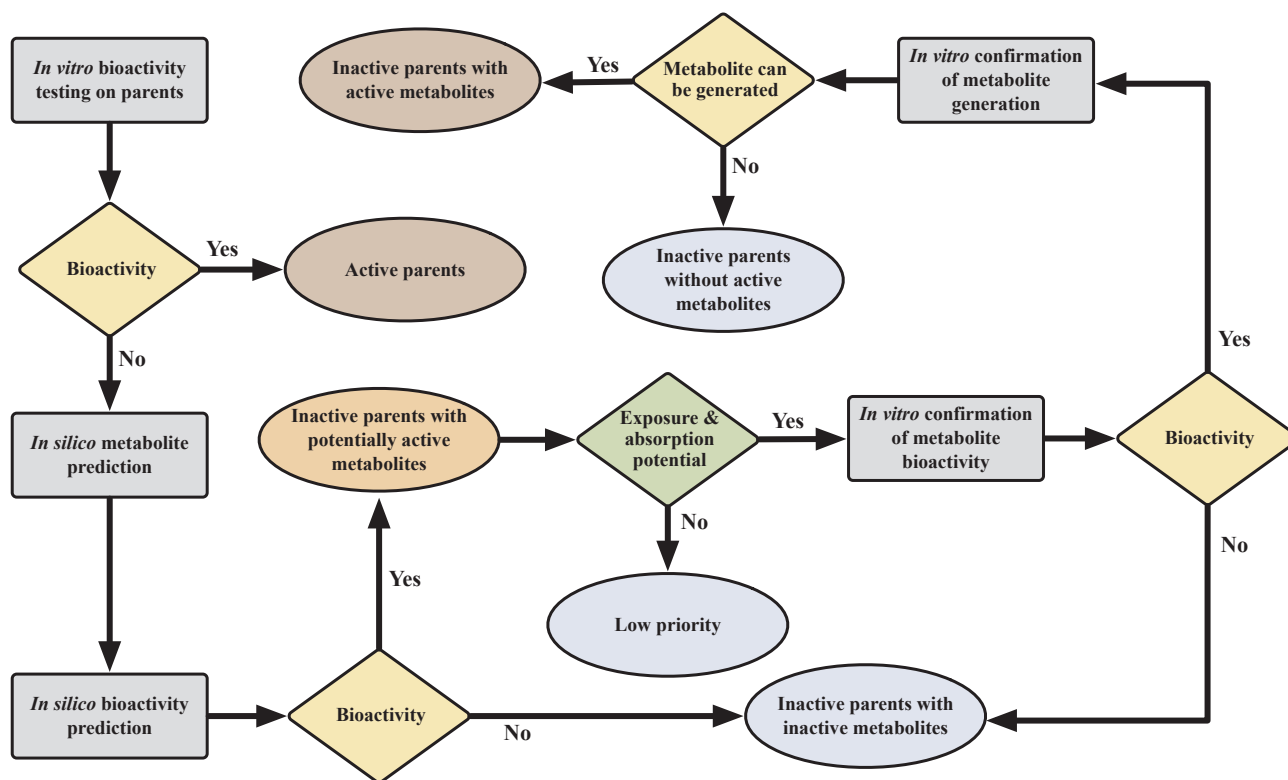 In vitro bioactivity
testing on parents
Inactive parents with
active metabolites
Yes
Metabolite can
be generated
In vitro confirmation
of metabolite
generation
No
Bioactivity
Yes
Active parents
Inactive parents
without active
metabolites
No
Yes
In silico metabolite
prediction
Inactive parents with
potentially active
metabolites
Exposure &
absorption
potential
Yes
In vitro confirmation
of metabolite
bioactivity
Bioactivity
No
No
Yes
Low priority
In silico bioactivity
prediction
Bioactivity
No
Inactive parents with
inactive metabolites